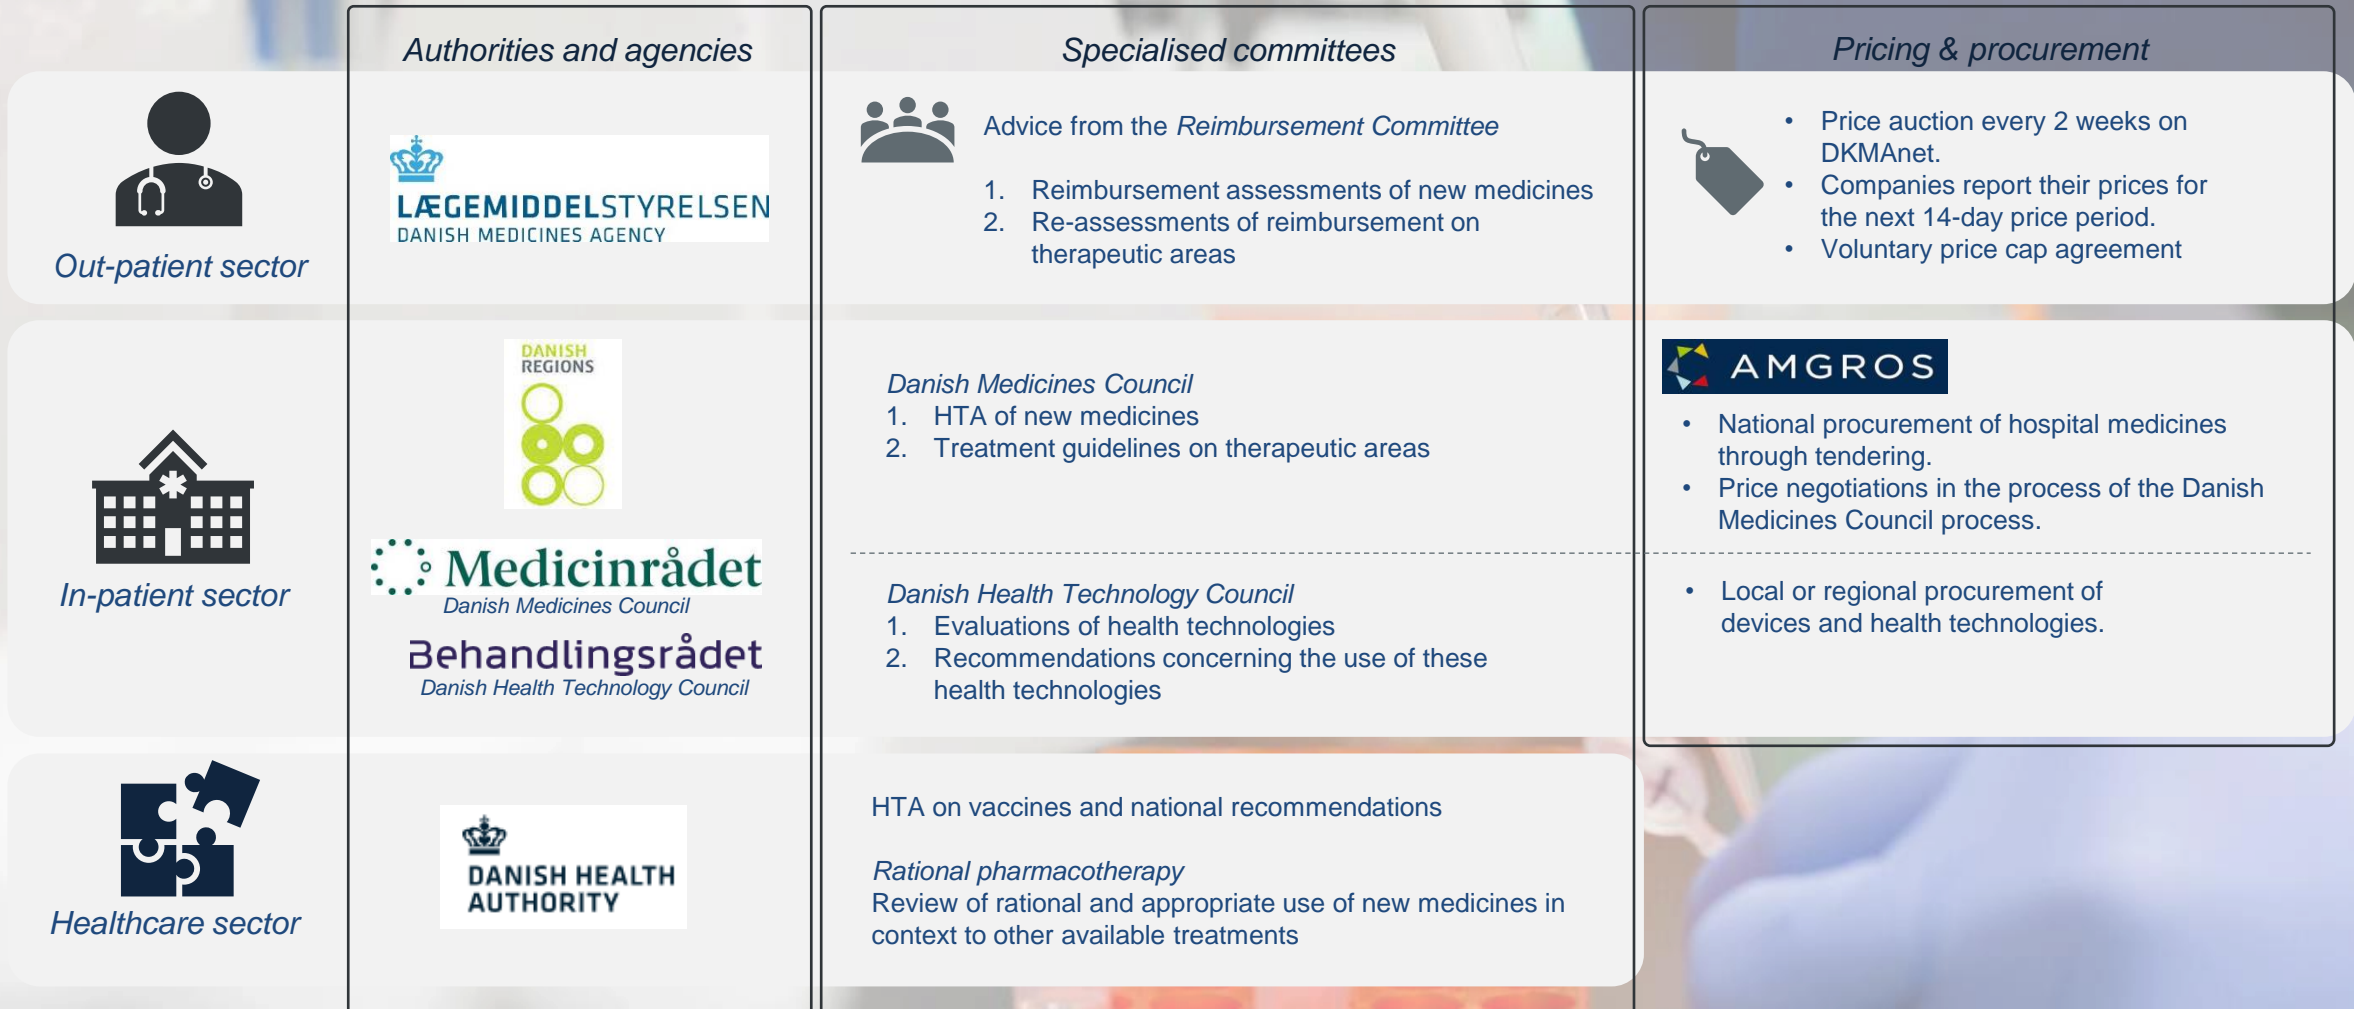 Authorities and agencies
Specialised committees
Pricing & procurement
Out-patient sector
LÆGEMIDDELSTYRELSEN
DANISH MEDICINES AGENCY
Advice from the Reimbursement Committee
1. Reimbursement assessments of new medicines
2. Re-assessments of reimbursement on
therapeutic areas
• Price auction every 2 weeks on
DKMAnet.
• Companies report their prices for
the next 14-day price period.
• Voluntary price cap agreement
In-patient sector
DANISH
REGIONS
Medicinrådet
Danish Medicines Council
Behandlingsrådet
Danish Health Technology Council
Danish Medicines Council
1. HTA of new medicines
2. Treatment guidelines on therapeutic areas
Danish Health Technology Council
1. Evaluations of health technologies
2. Recommendations concerning the use of these
health technologies
AMGROS
• National procurement of hospital medicines
through tendering.
• Price negotiations in the process of the Danish
Medicines Council process.
• Local or regional procurement of
devices and health technologies.
Healthcare sector
DANISH HEALTH
AUTHORITY
HTA on vaccines and national recommendations
Rational pharmacotherapy
Review of rational and appropriate use of new medicines in
context to other available treatments